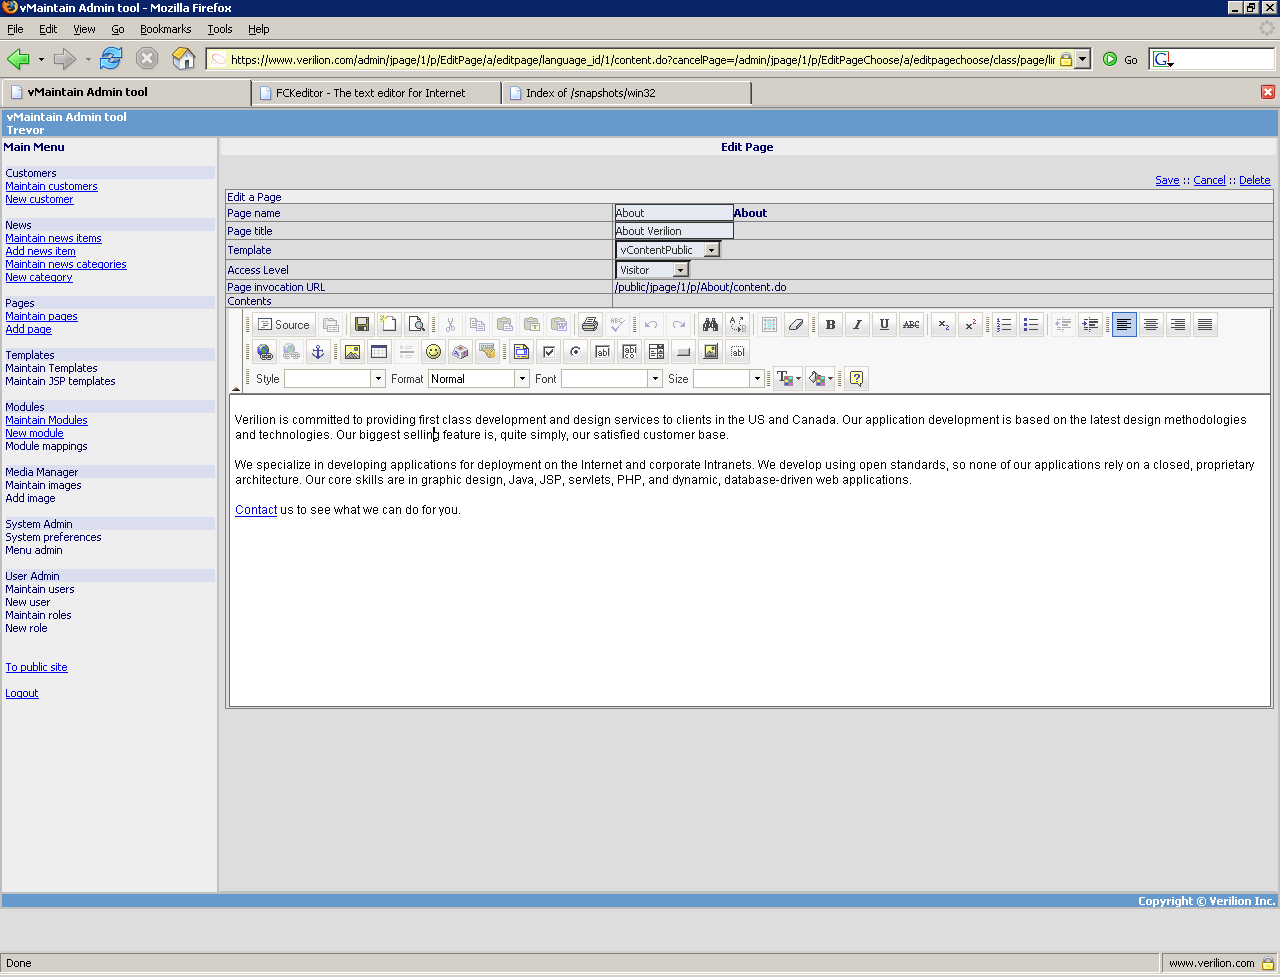 vMaintain Admin tool - Mozilla Firefox
File Edit View Go Bookmarks Tools Help
https://www.verilion.com/admin/jpage/1/p/EditPage/a/editpage/language_id/1/content.do?cancelPage=/admin/jpage/1/p/EditPageChoose/a/editpagechoose/class/page/lir Go G
vMaintain Admin tool FCKeditor - The text editor for Internet Index of /snapshots/win32
vMaintain Admin tool
Trevor
Main Menu
Customers
Maintain customers
New customer
News
Maintain news items
Add news item
Maintain news categories
New category
Pages
Maintain pages
Add page
Templates
Maintain Templates
Maintain JSP templates
Modules
Maintain Modules
New module
Module mappings
Media Manager
Maintain images
Add image
System Admin
System preferences
Menu admin
User Admin
Maintain users
New user
Maintain roles
New role
To public site
Logout
Edit Page
Save :: Cancel :: Delete
Edit a Page
Page name About About
Page title About Verilion
Template vContentPublic
Access Level Visitor
Page invocation URL /public/jpage/1/p/About/content.do
Contents
Source B I U ABC x₂ x²
Style Format Normal Font Size
Verilion is committed to providing first class development and design services to clients in the US and Canada. Our application development is based on the latest design methodologies
and technologies. Our biggest selling feature is, quite simply, our satisfied customer base.
We specialize in developing applications for deployment on the Internet and corporate Intranets. We develop using open standards, so none of our applications rely on a closed, proprietary
architecture. Our core skills are in graphic design, Java, JSP, servlets, PHP, and dynamic, database-driven web applications.
Contact us to see what we can do for you.
Copyright © Verilion Inc.
Done www.verilion.com